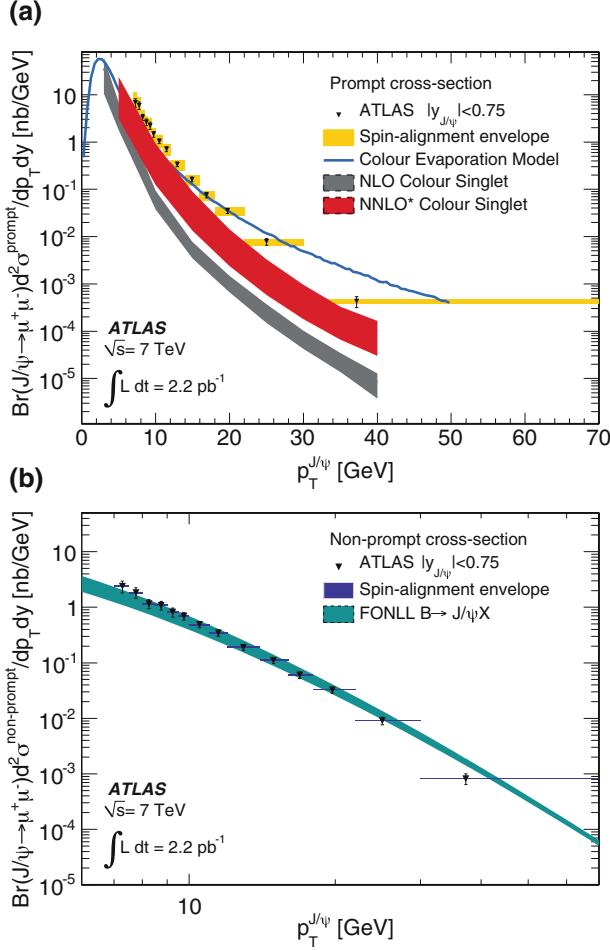 (a)
Br(J/ψ→μ⁺μ⁻)d²σ^prompt/dp_T dy [nb/GeV]
10
1
10⁻¹
10⁻²
10⁻³
10⁻⁴
10⁻⁵
Prompt cross-section
ATLAS |y_J/ψ|<0.75
Spin-alignment envelope
Colour Evaporation Model
NLO Colour Singlet
NNLO* Colour Singlet
ATLAS
√s= 7 TeV
∫L dt = 2.2 pb⁻¹
0 10 20 30 40 50 60 70
p_T^J/ψ [GeV]
(b)
Br(J/ψ→μ⁺μ⁻)d²σ^non-prompt/dp_T dy [nb/GeV]
10
1
10⁻¹
10⁻²
10⁻³
10⁻⁴
10⁻⁵
Non-prompt cross-section
ATLAS |y_J/ψ|<0.75
Spin-alignment envelope
FONLL B→ J/ψX
ATLAS
√s= 7 TeV
∫L dt = 2.2 pb⁻¹
10
p_T^J/ψ [GeV]